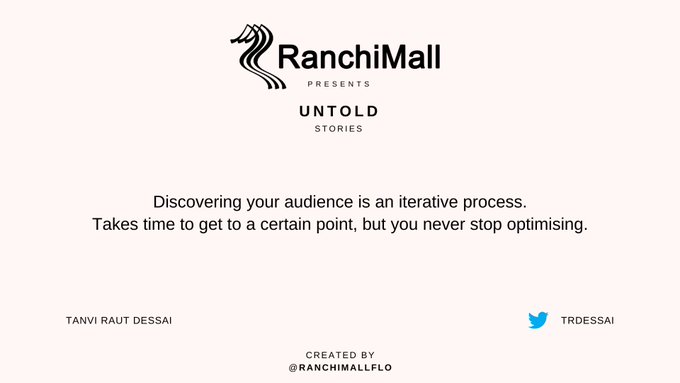 RanchiMall
PRESENTS
UNTOLD
STORIES
Discovering your audience is an iterative process.
Takes time to get to a certain point, but you never stop optimising.
TANVI RAUT DESSAI
TRDESSAI
CREATED BY
@RANCHIMALLFLO